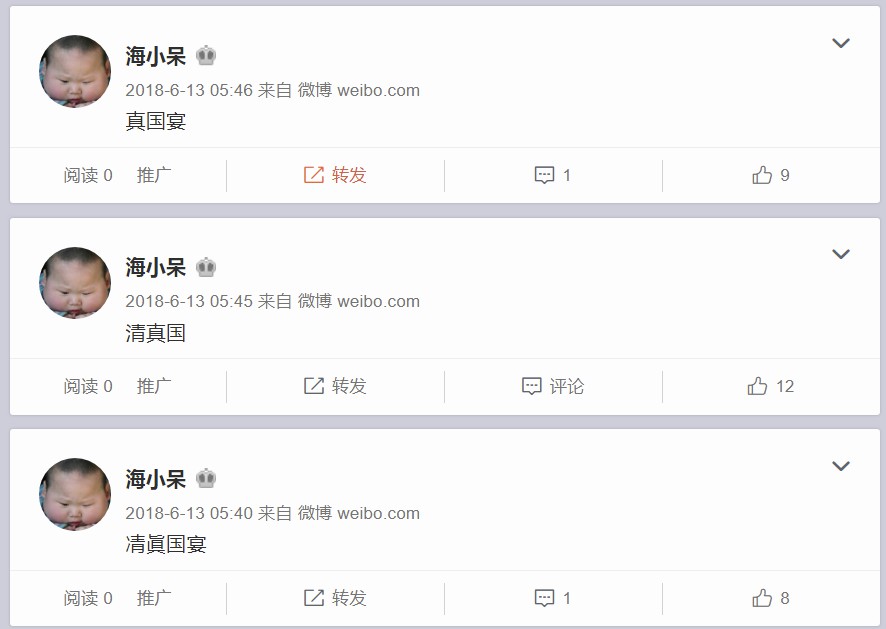 海小呆
2018-6-13 05:46 来自 微博 weibo.com
真国宴
阅读 0 推广 转发 1 9
海小呆
2018-6-13 05:45 来自 微博 weibo.com
清真国
阅读 0 推广 转发 评论 12
海小呆
2018-6-13 05:40 来自 微博 weibo.com
凊眞国宴
阅读 0 推广 转发 1 8